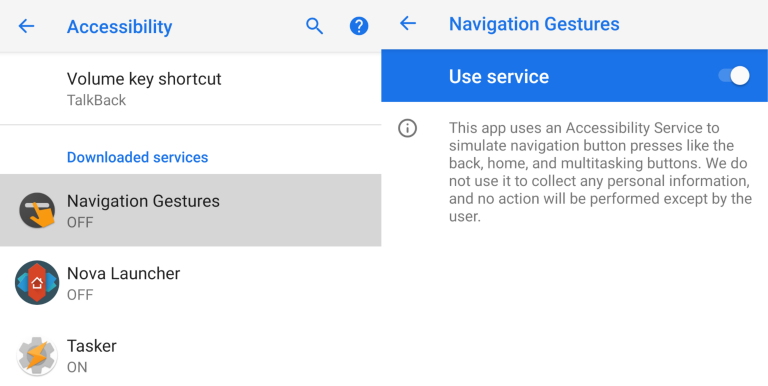 Accessibility
Volume key shortcut
TalkBack
Downloaded services
Navigation Gestures
OFF
Nova Launcher
OFF
Tasker
ON
Navigation Gestures
Use service
This app uses an Accessibility Service to
simulate navigation button presses like the
back, home, and multitasking buttons. We do
not use it to collect any personal information,
and no action will be performed except by the
user.